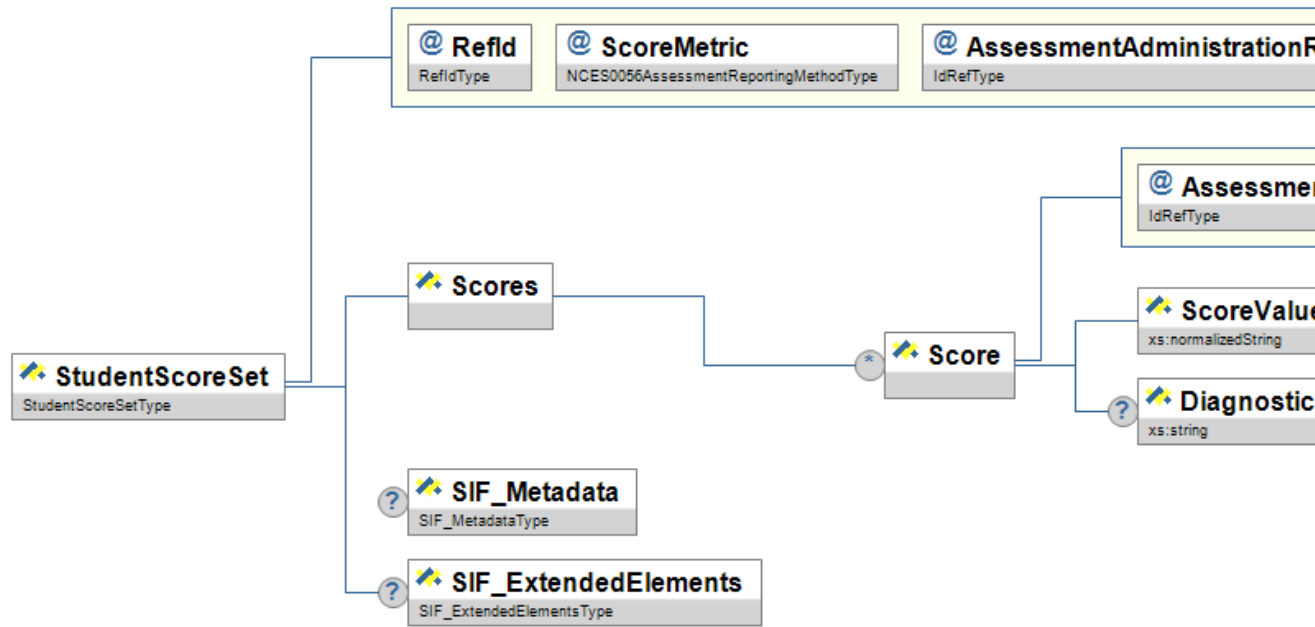 @ RefId
RefIdType
@ ScoreMetric
NCES0056AssessmentReportingMethodType
@ AssessmentAdministrationR
IdRefType
@ Assessmen
IdRefType
Scores
ScoreValue
xs:normalizedString
* Score
StudentScoreSet
StudentScoreSetType
? Diagnostic
xs:string
? SIF_Metadata
SIF_MetadataType
? SIF_ExtendedElements
SIF_ExtendedElementsType